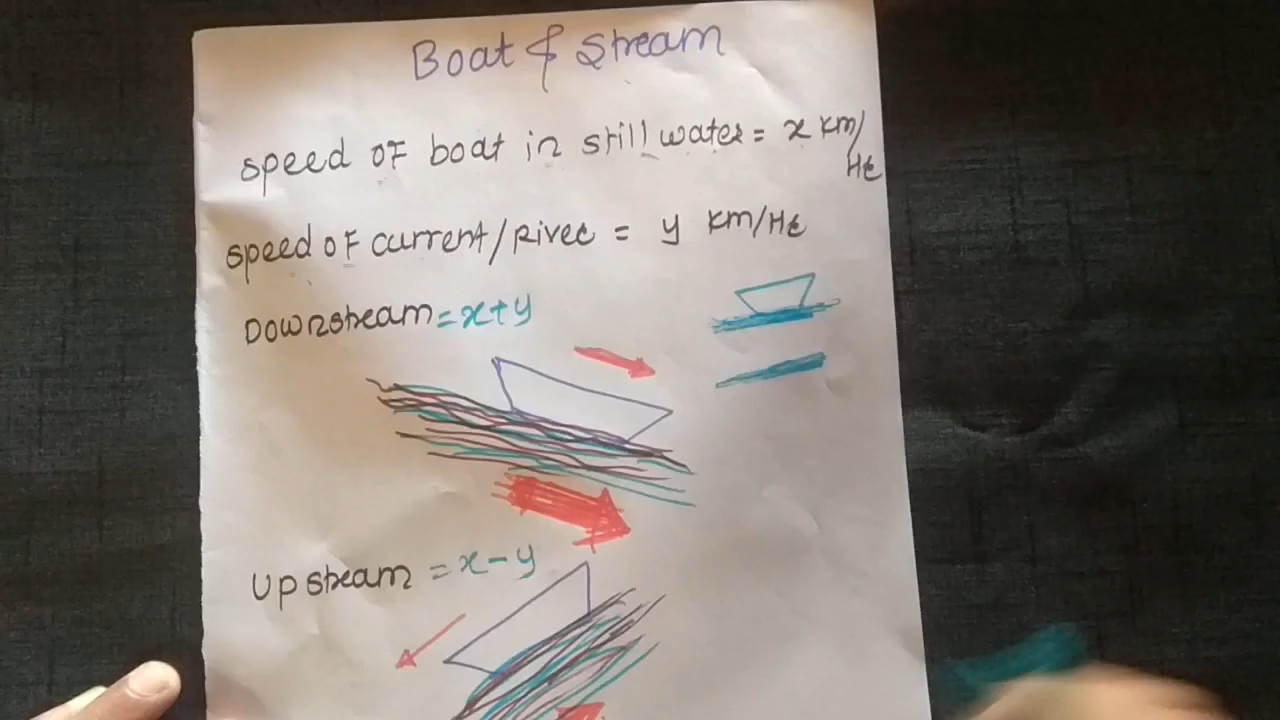 Boat & Stream
speed of boat in still water = x km/Hr
speed of current/River = y km/Hr
Downstream = x+y
Upstream = x-y